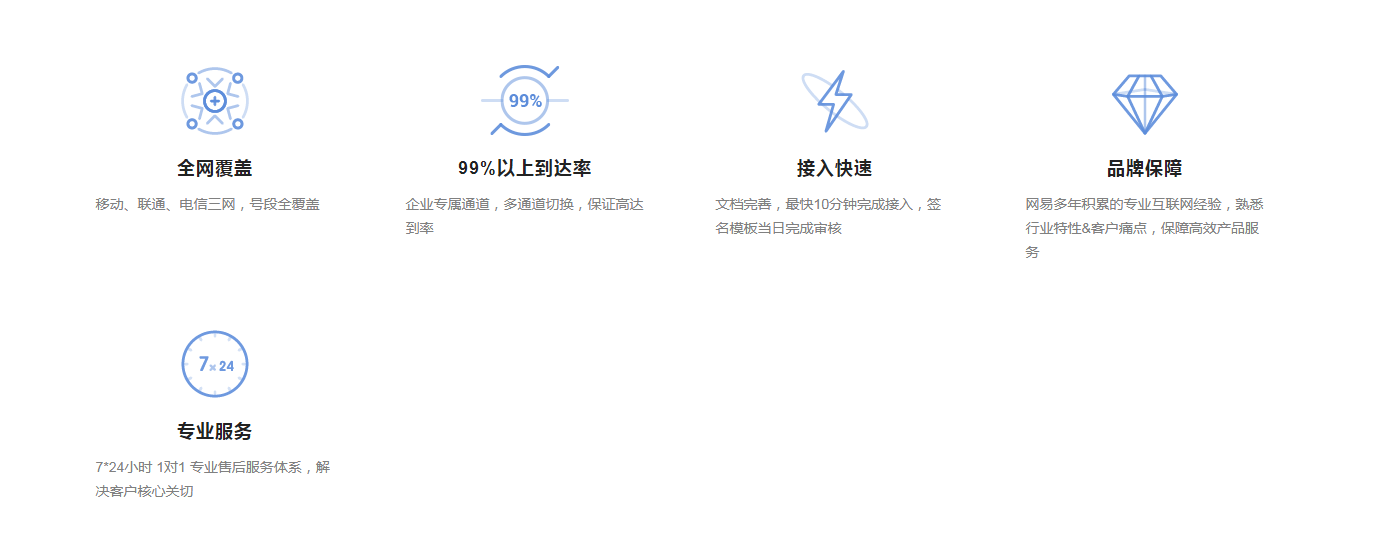 99%
全网覆盖
99%以上到达率
接入快速
品牌保障
移动、联通、电信三网，号段全覆盖
企业专属通道，多通道切换，保证高达
到率
文档完善，最快10分钟完成接入，签
名模板当日完成审核
网易多年积累的专业互联网经验，熟悉
行业特性&客户痛点，保障高效产品服
务
7×24
专业服务
7*24小时 1对1 专业售后服务体系，解
决客户核心关切